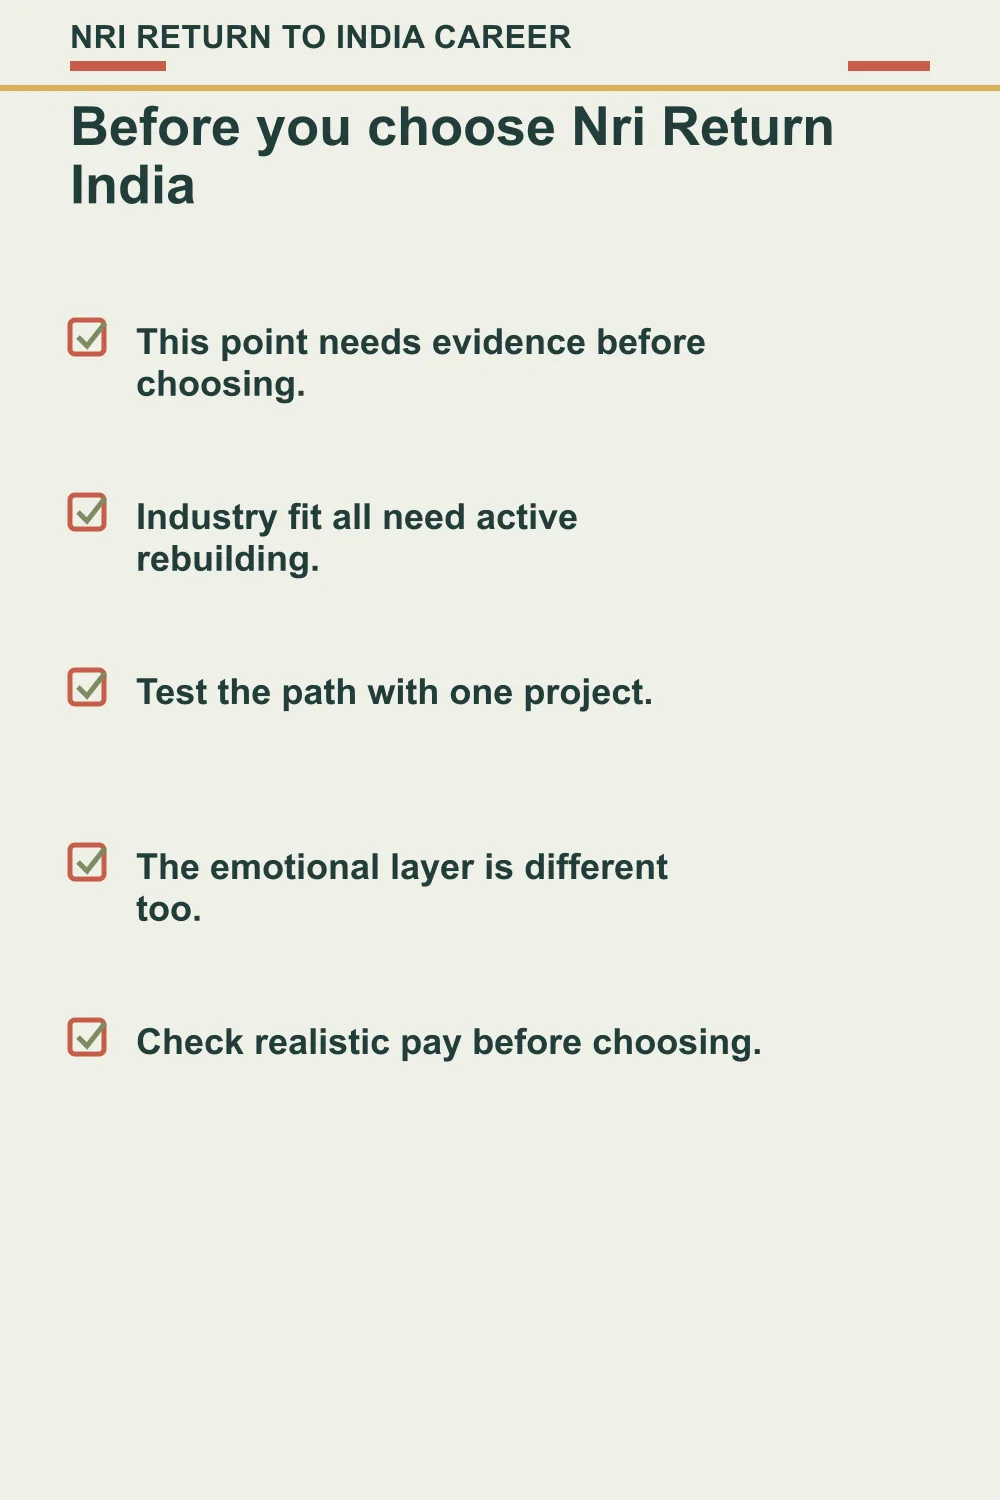 NRI RETURN TO INDIA CAREER
Before you choose Nri Return
India
This point needs evidence before
choosing.
Industry fit all need active
rebuilding.
Test the path with one project.
The emotional layer is different
too.
Check realistic pay before choosing.